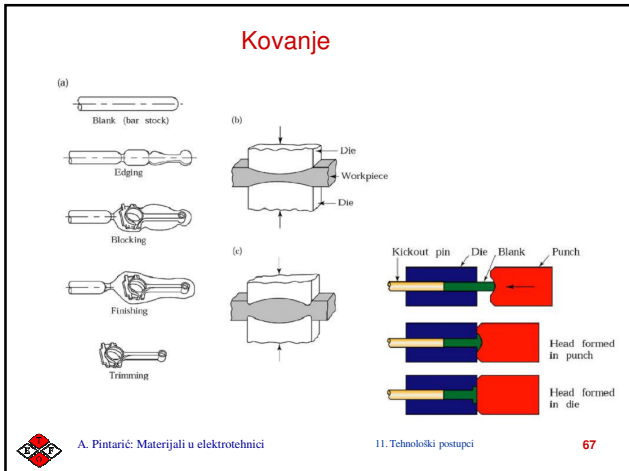 Kovanje
(a)
Blank (bar stock)
Edging
Blocking
Finishing
Trimming
(b)
Die
Workpiece
Die
(c)
Kickout pin
Die
Blank
Punch
Head formed
in punch
Head formed
in die
E T F O
A. Pintarić: Materijali u elektrotehnici
11. Tehnološki postupci
67